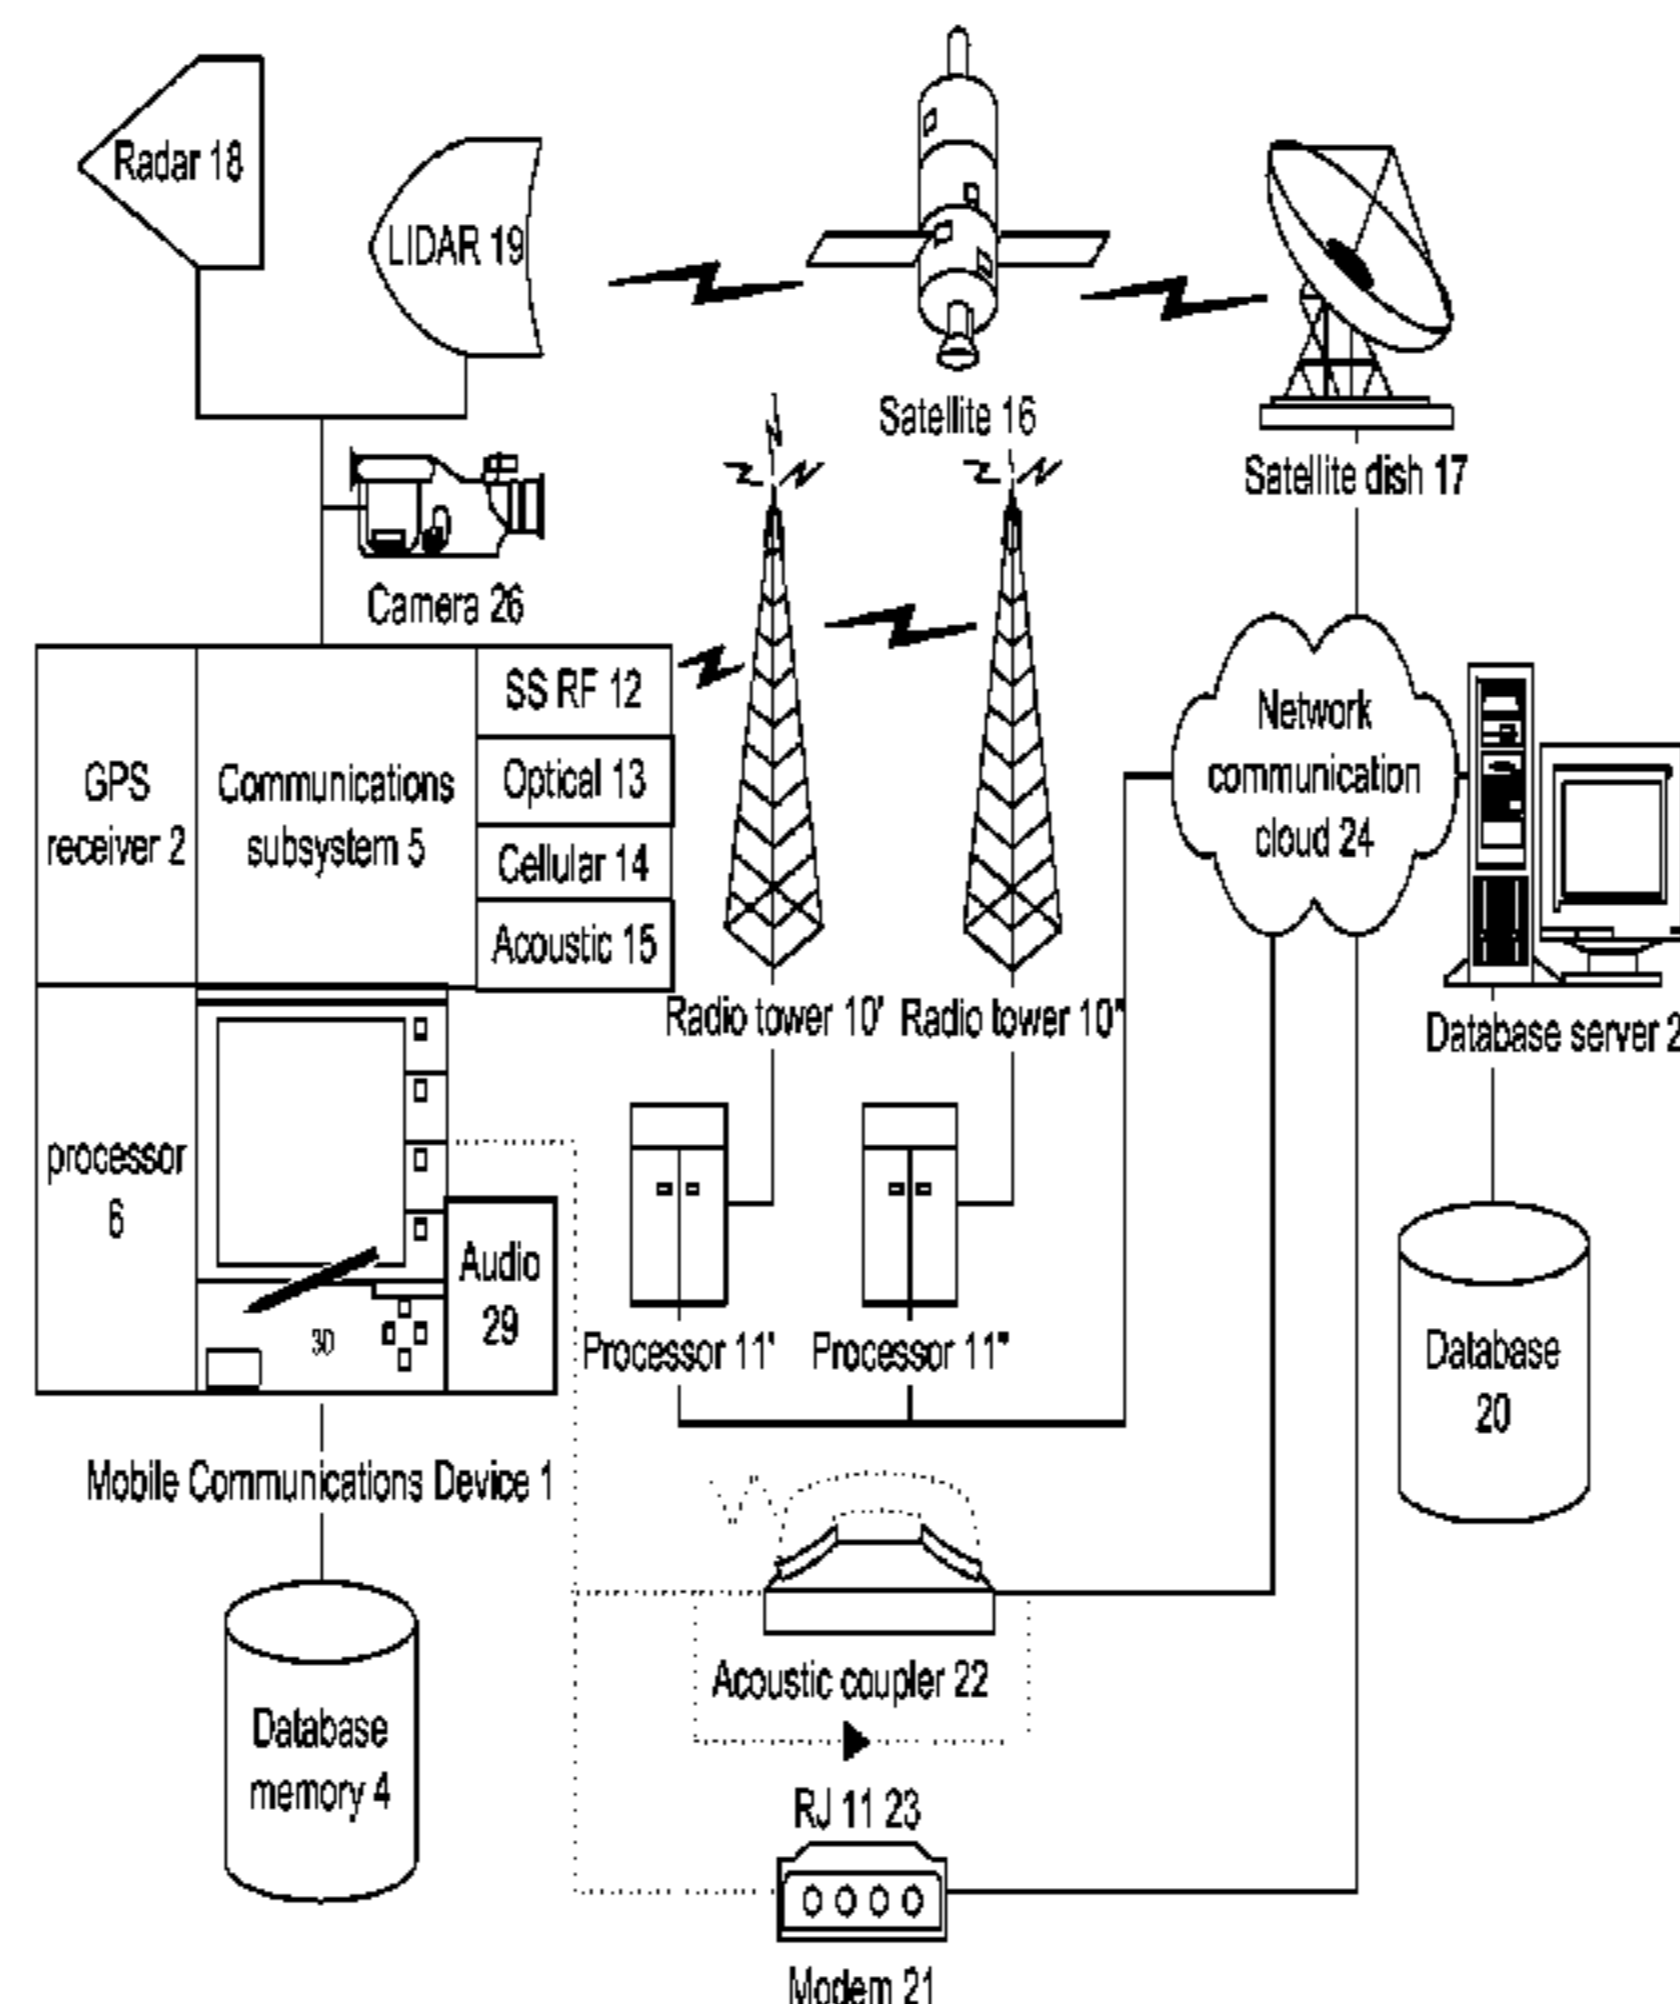 Radar 18
LIDAR 19
Satellite 16
Satellite dish 17
Camera 26
GPS
receiver 2
Communications
subsystem 5
SS RF 12
Optical 13
Cellular 14
Acoustic 15
Network
communication
cloud 24
Radio tower 10'
Radio tower 10"
Database server 2
processor
6
Audio
29
30
Processor 11'
Processor 11"
Database
20
Mobile Communications Device 1
Acoustic coupler 22
Database
memory 4
RJ 11 23
Modem 21